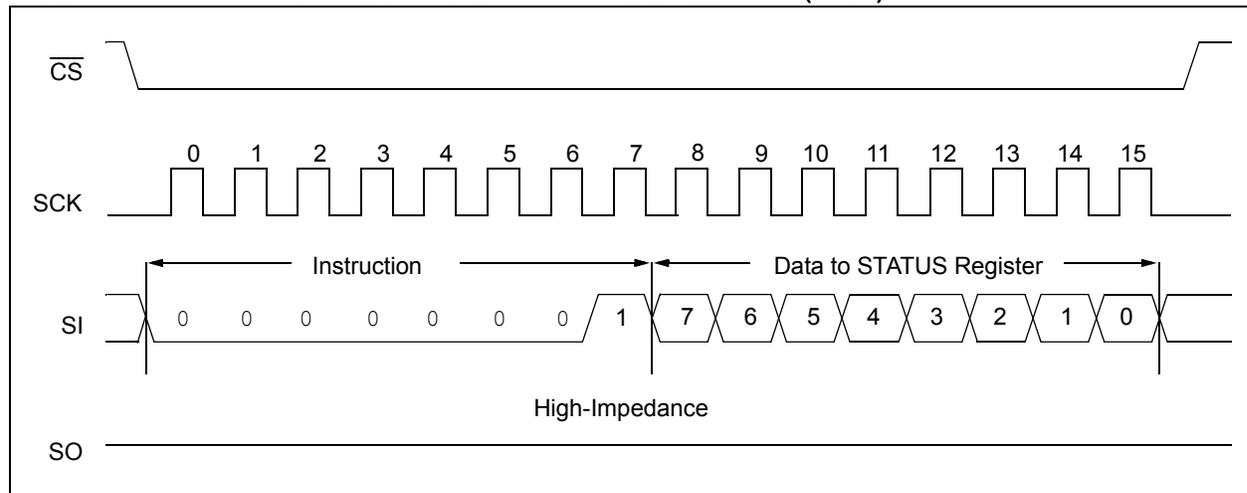 CS
0 1 2 3 4 5 6 7 8 9 10 11 12 13 14 15
SCK
Instruction Data to STATUS Register
SI 0 0 0 0 0 0 0 1 7 6 5 4 3 2 1 0
High-Impedance
SO